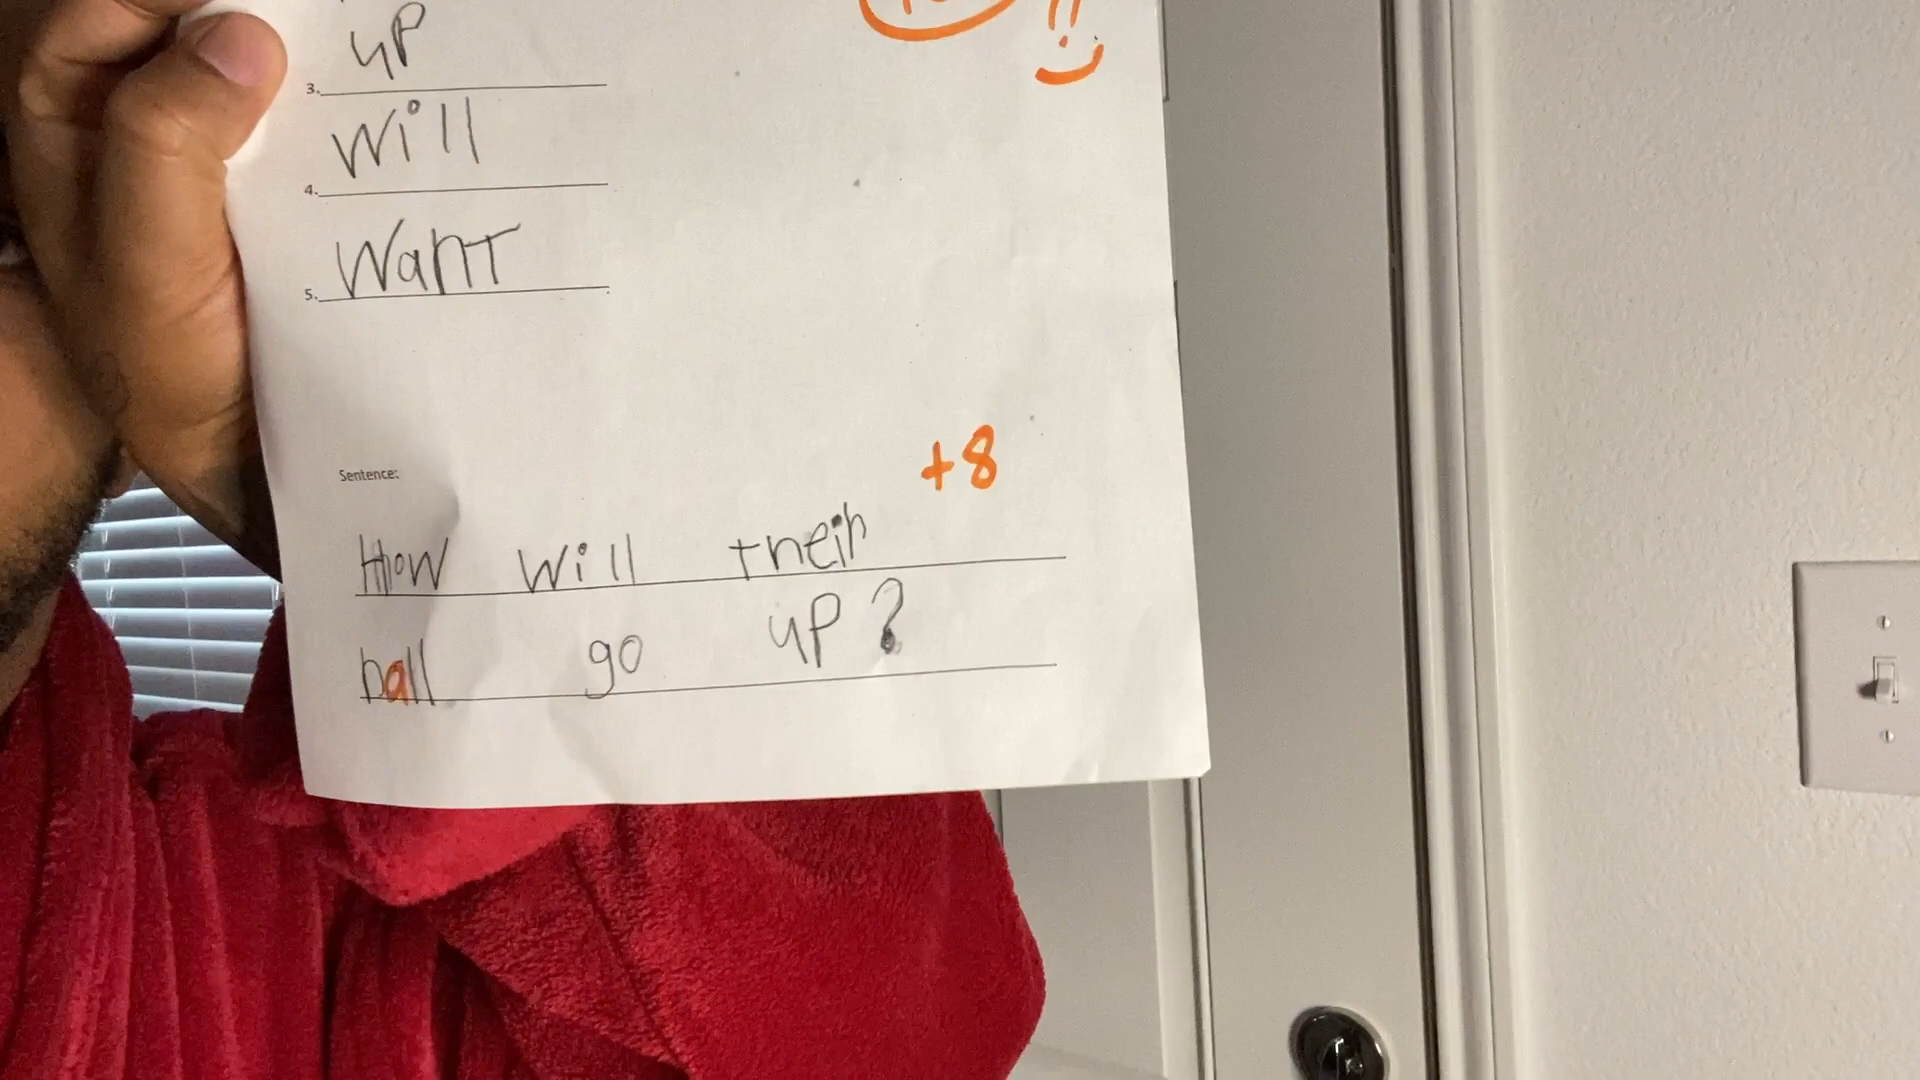 up
3.
will
4.
want
5.
Sentence:
+8
How will their
ball go up?